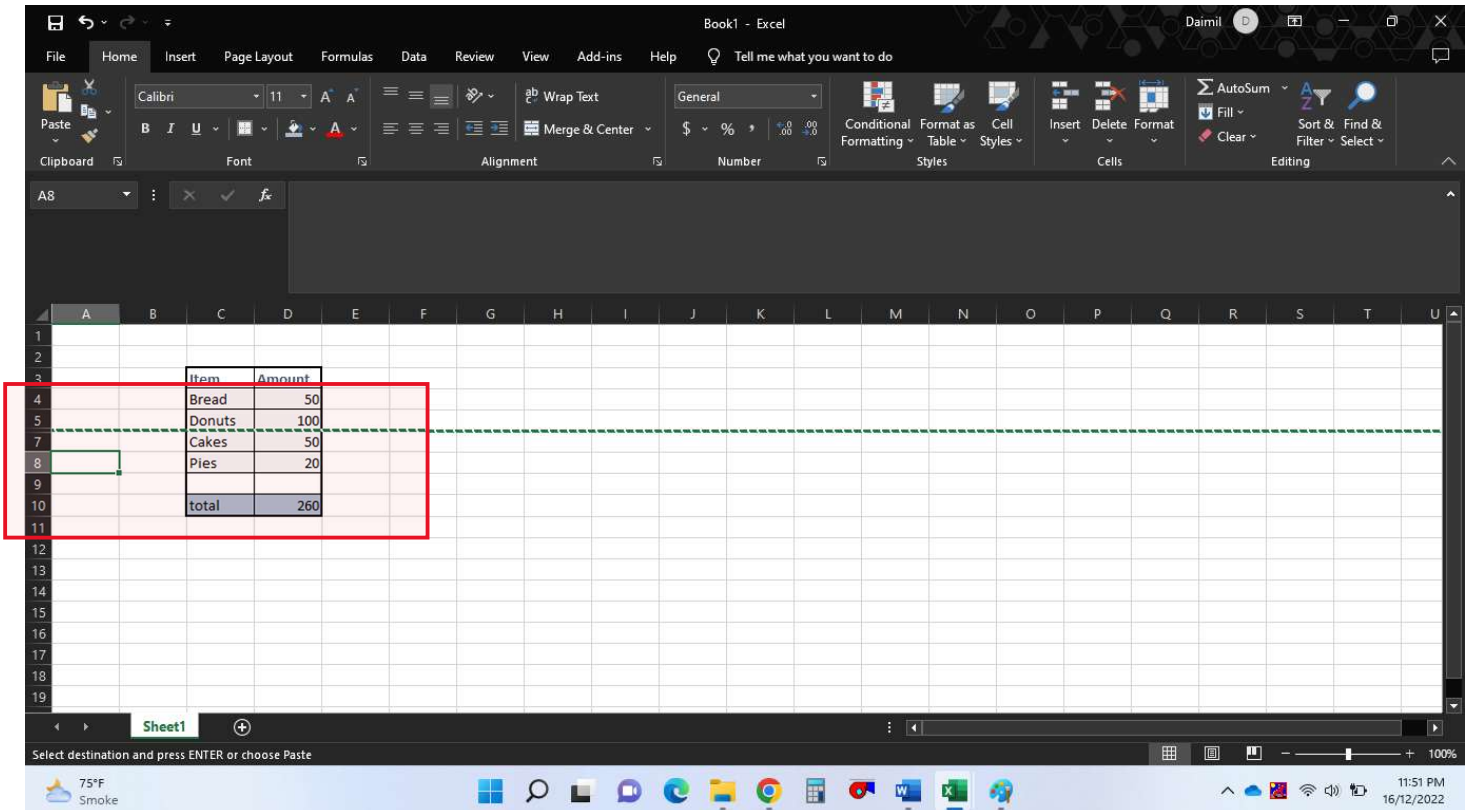 Book1 - Excel
Daimil
D
File Home Insert Page Layout Formulas Data Review View Add-ins Help Tell me what you want to do
Paste
Calibri 11 A A
B I U A
ab Wrap Text
Merge & Center
General
$ % , .00 .00
Conditional Formatting
Format as Table
Cell Styles
Insert Delete Format
AutoSum
Fill
Clear
Sort & Filter
Find & Select
Clipboard Font Alignment Number Styles Cells Editing
A8 fx
A B C D E F G H I J K L M N O P Q R S T U
1
2
3 Item Amount
4 Bread 50
5 Donuts 100
7 Cakes 50
8 Pies 20
9
10 total 260
11
12
13
14
15
16
17
18
19
Sheet1
Select destination and press ENTER or choose Paste
100%
75°F
Smoke
11:51 PM
16/12/2022